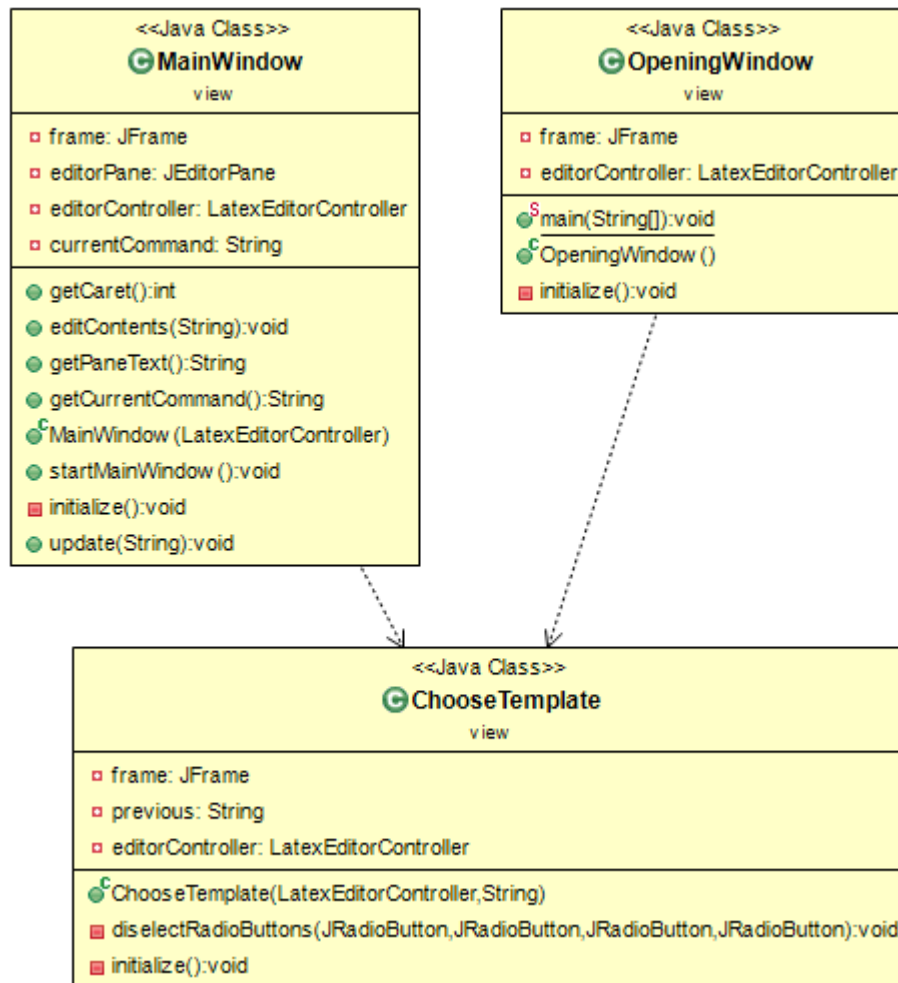 <<Java Class>>
MainWindow
view
frame: JFrame
editorPane: JEditorPane
editorController: LatexEditorController
currentCommand: String
getCaret():int
editContents(String):void
getPaneText():String
getCurrentCommand():String
MainWindow(LatexEditorController)
startMainWindow():void
initialize():void
update(String):void
<<Java Class>>
OpeningWindow
view
frame: JFrame
editorController: LatexEditorController
main(String[]):void
OpeningWindow()
initialize():void
<<Java Class>>
ChooseTemplate
view
frame: JFrame
previous: String
editorController: LatexEditorController
ChooseTemplate(LatexEditorController,String)
diselectRadioButtons(JRadioButton,JRadioButton,JRadioButton,JRadioButton):void
initialize():void